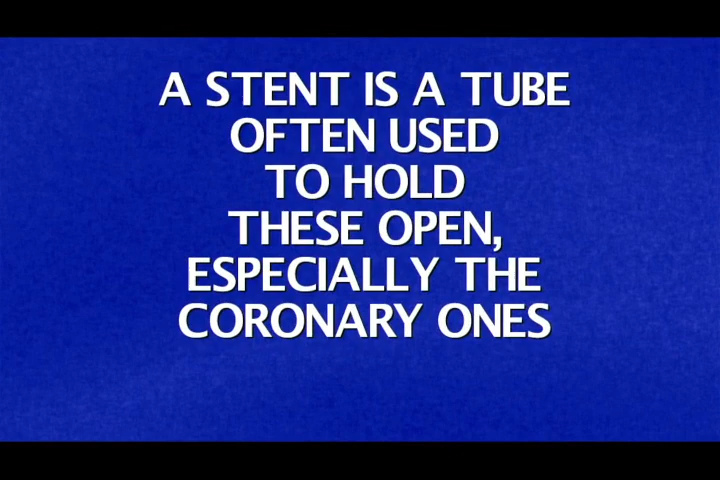 A STENT IS A TUBE
OFTEN USED
TO HOLD
THESE OPEN,
ESPECIALLY THE
CORONARY ONES